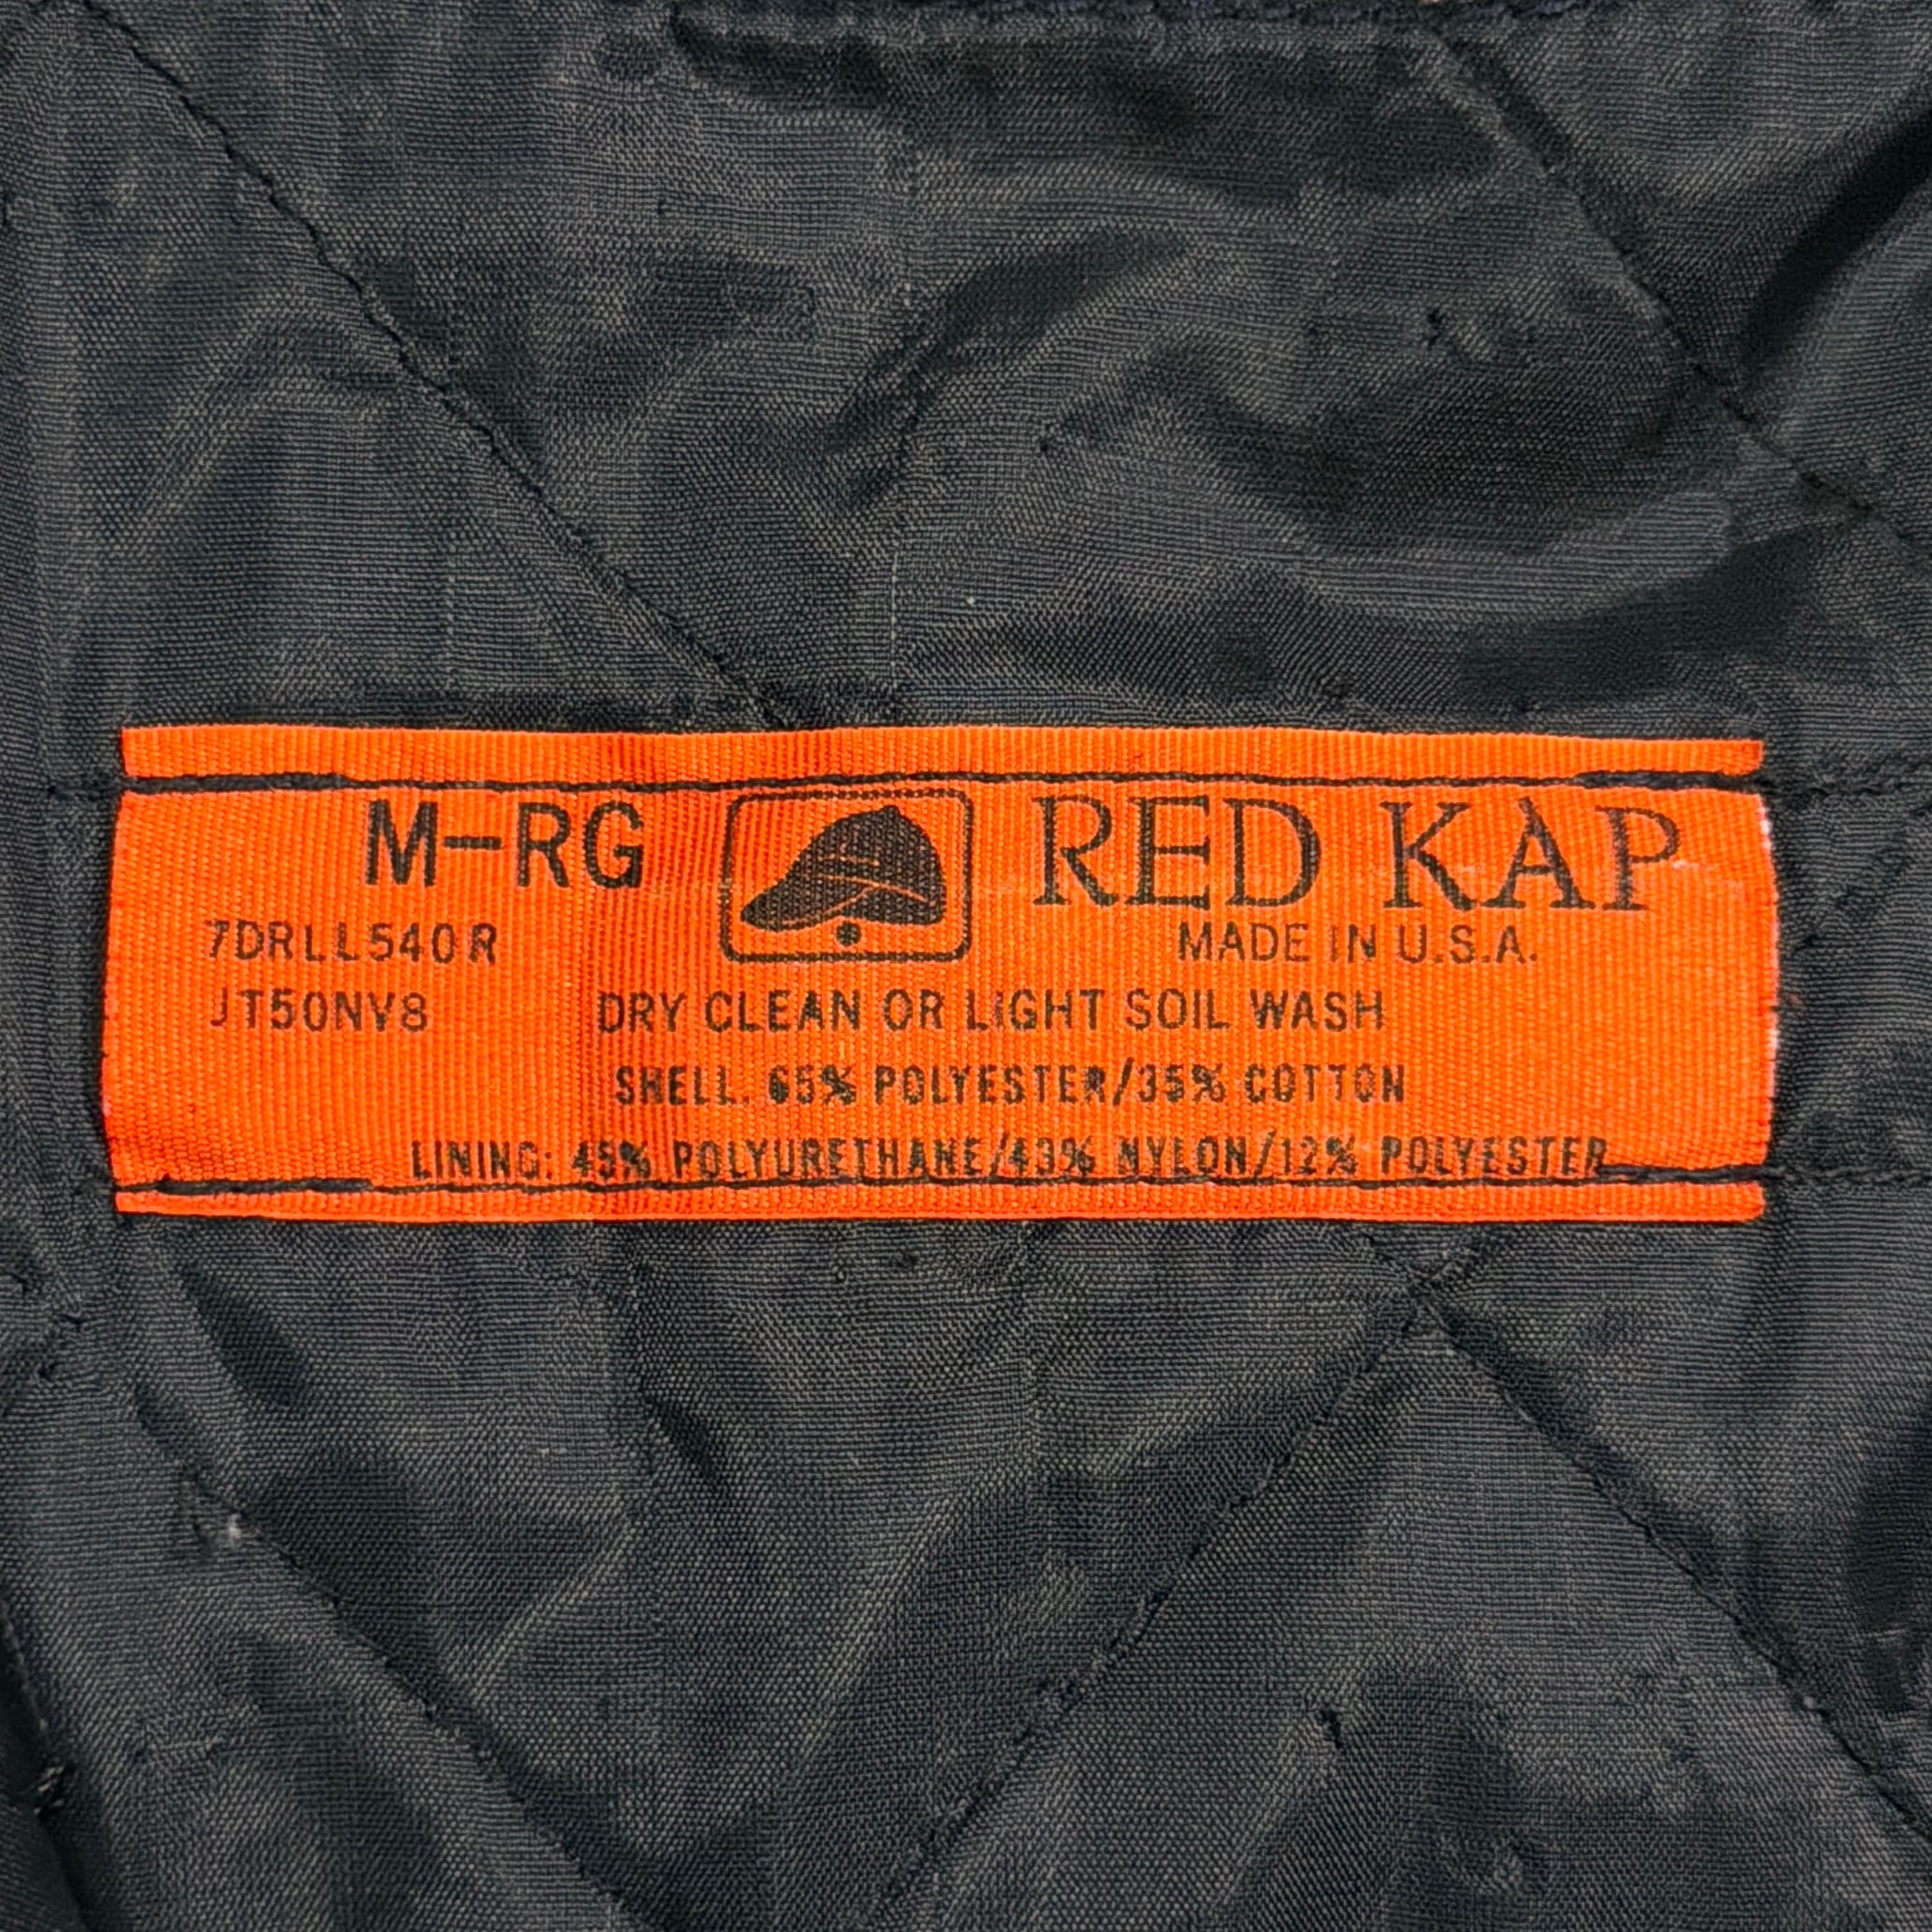 M-RG
RED KAP
7DRLL540R
MADE IN U.S.A.
JT50NV8
DRY CLEAN OR LIGHT SOIL WASH
SHELL. 65% POLYESTER/35% COTTON
LINING: 45% POLYURETHANE/43% NYLON/12% POLYESTER